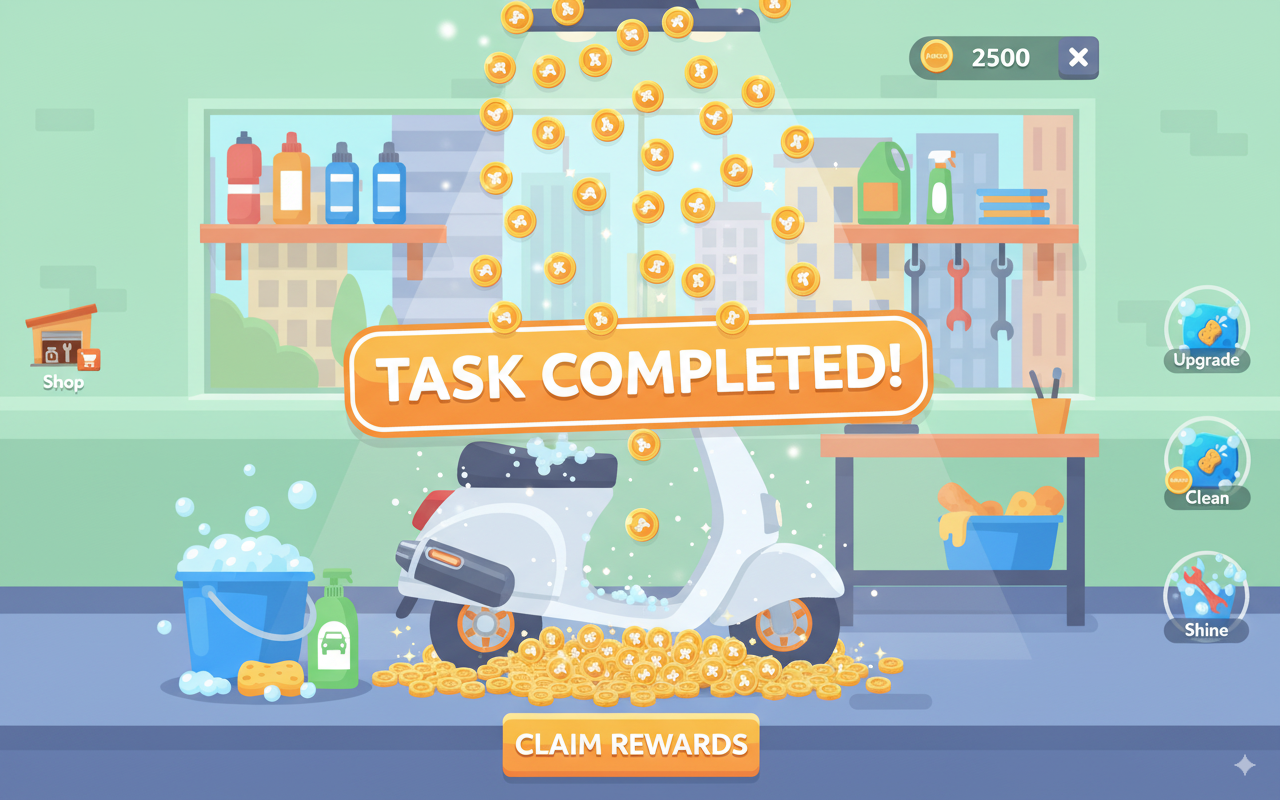 2500
TASK COMPLETED!
Shop
Upgrade
Clean
Shine
CLAIM REWARDS